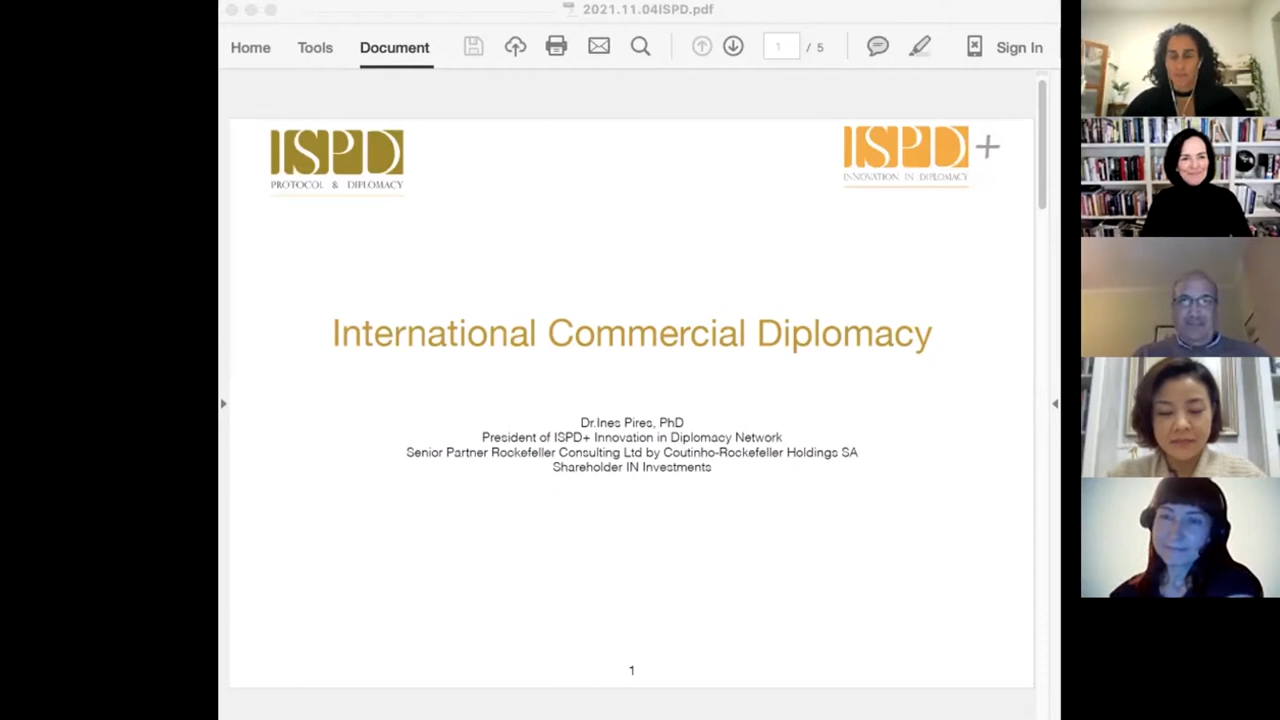 2021.11.04ISPD.pdf
Home Tools Document 1 / 5 Sign In
ISPD
PROTOCOL & DIPLOMACY
ISPD +
INNOVATION IN DIPLOMACY
International Commercial Diplomacy
Dr.Ines Pires, PhD
President of ISPD+ Innovation in Diplomacy Network
Senior Partner Rockefeller Consulting Ltd by Coutinho-Rockefeller Holdings SA
Shareholder IN Investments
1